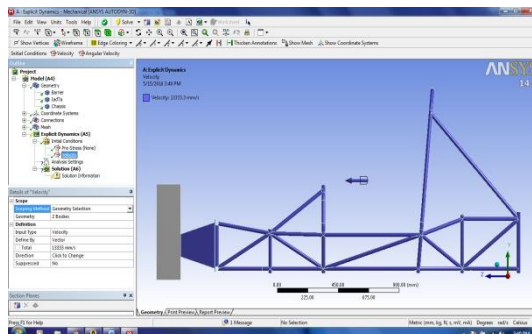 A : Explicit Dynamics - Mechanical [ANSYS AUTODYN-3D]
File Edit View Units Tools Help Solve
Show Vertices Wireframe Edge Coloring Thicken Annotations Show Mesh Show Coordinate Systems
Initial Conditions Velocity Angular Velocity
Outline
Project
Model (A4)
Geometry
Barrier
Chassis
Coordinate Systems
Connections
Mesh
Explicit Dynamics (A5)
Initial Conditions
Pre-Stress (None)
Velocity
Analysis Settings
Solution (A6)
Solution Information
Details of "Velocity"
Scope
Scoping Method Geometry Selection
Geometry 2 Bodies
Definition
Input Type Velocity
Define By Vector
Total
Direction Click to Change
Suppressed No
Section Planes
A: Explicit Dynamics
Velocity
ANSYS
0.00 450.00 900.00 (mm)
225.00 675.00
Geometry Print Preview Report Preview
Press F1 for Help 1 Message No Selection Metric (mm, kg, N, s, mV, mA) Degrees rad/s Celsius